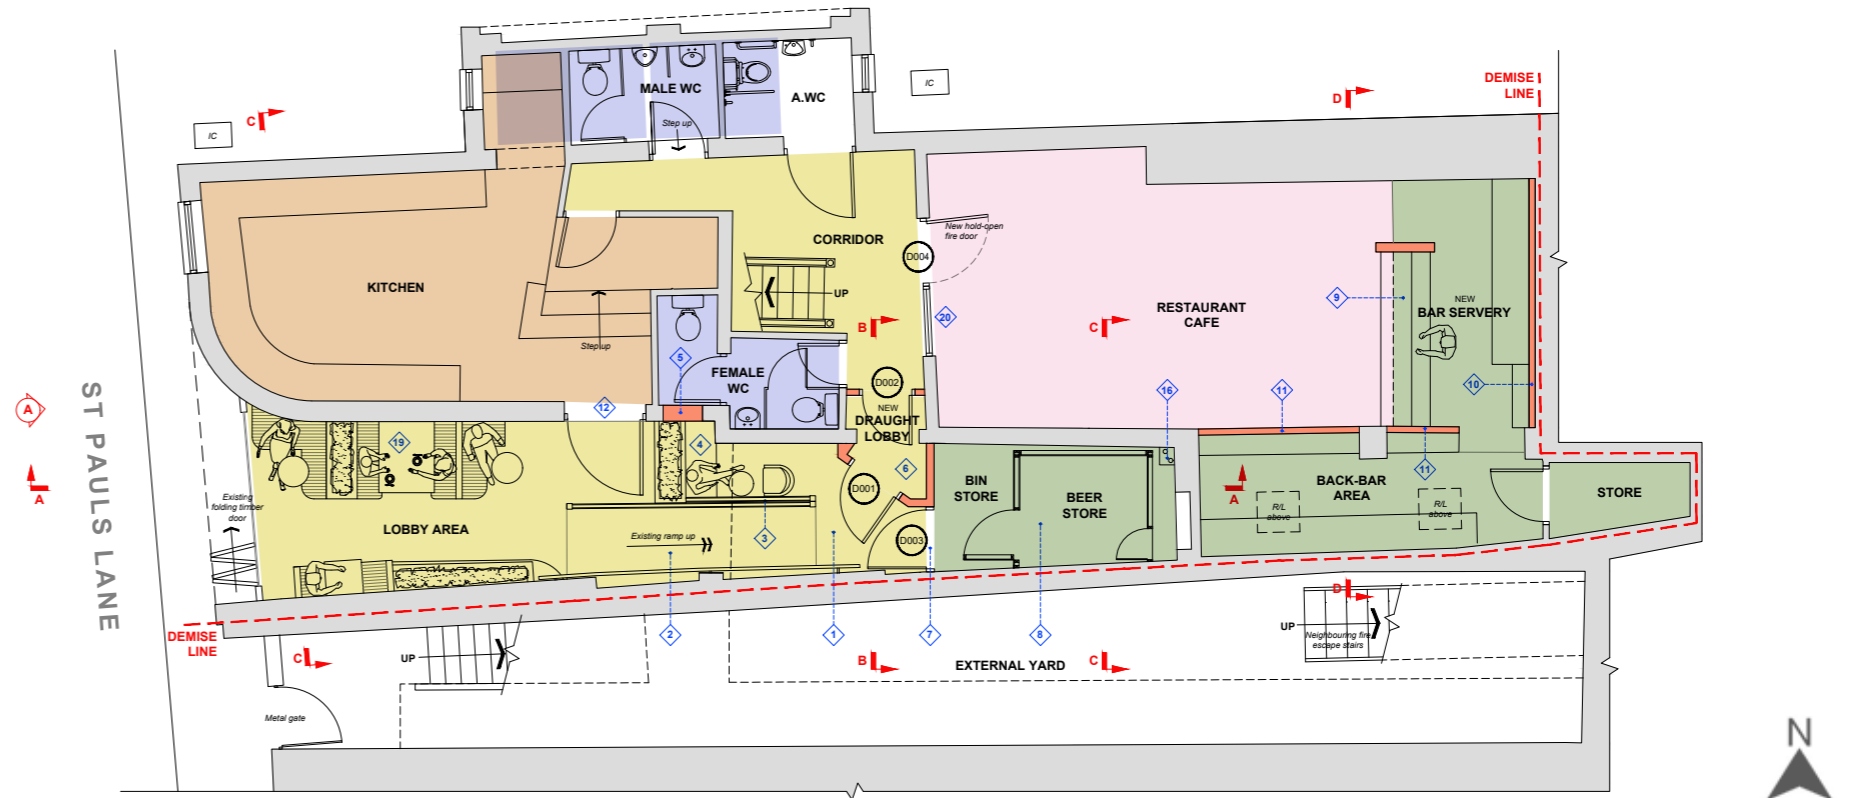 DEMISE
LINE
IC
C
D
MALE WC
A.WC
IC
Step up
CORRIDOR
New hold-open
fire door
D004
KITCHEN
UP
RESTAURANT
CAFE
NEW
BAR SERVERY
9
20
B
C
Step up
5
FEMALE
WC
D002
NEW
DRAUGHT
LOBBY
16
11
10
12
A
ST PAULS LANE
19
4
6
11
A
Existing
folding timber
door
LOBBY AREA
Existing ramp up
3
D001
D003
BIN
STORE
BEER
STORE
A
BACK-BAR
AREA
R/L
above
R/L
above
STORE
DEMISE
LINE
2
1
7
8
D
UP
Neighbouring fire
escape stairs
C
UP
B
EXTERNAL YARD
C
Metal gate
N